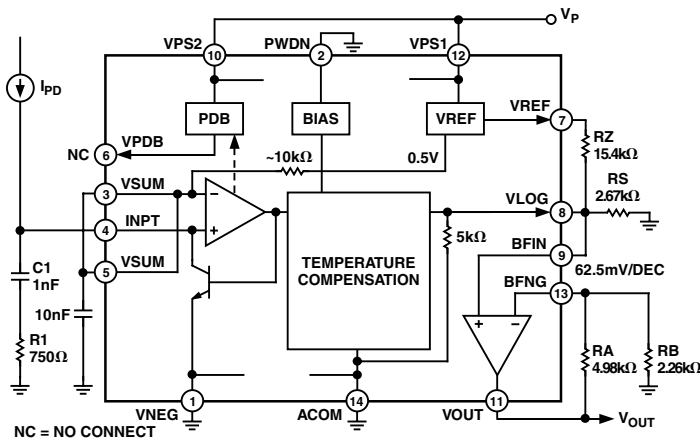 V_P
VPS2 PWDN VPS1
10 2 12
I_PD
PDB BIAS VREF VREF 7
RZ
15.4kΩ
NC 6 VPDB
~10kΩ 0.5V
RS
2.67kΩ
3 VSUM
VLOG 8
4 INPT
− +
5kΩ
BFIN 9
5 VSUM
TEMPERATURE
COMPENSATION
62.5mV/DEC
BFNG 13
C1
1nF
10nF
+ −
R1
750Ω
RA
4.98kΩ
RB
2.26kΩ
1 14 11
VNEG ACOM VOUT
V_OUT
NC = NO CONNECT